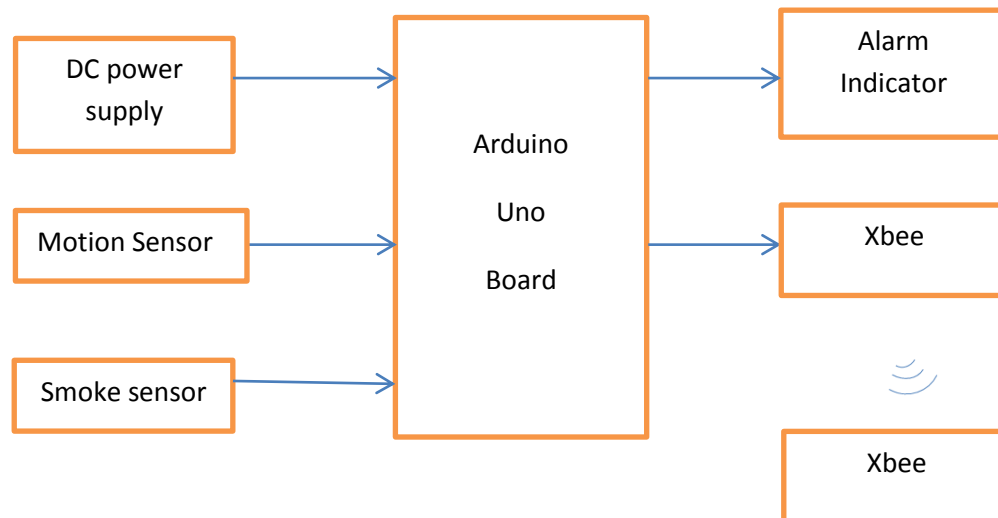 DC power
supply
Motion Sensor
Smoke sensor
Arduino
Uno
Board
Alarm
Indicator
Xbee
Xbee